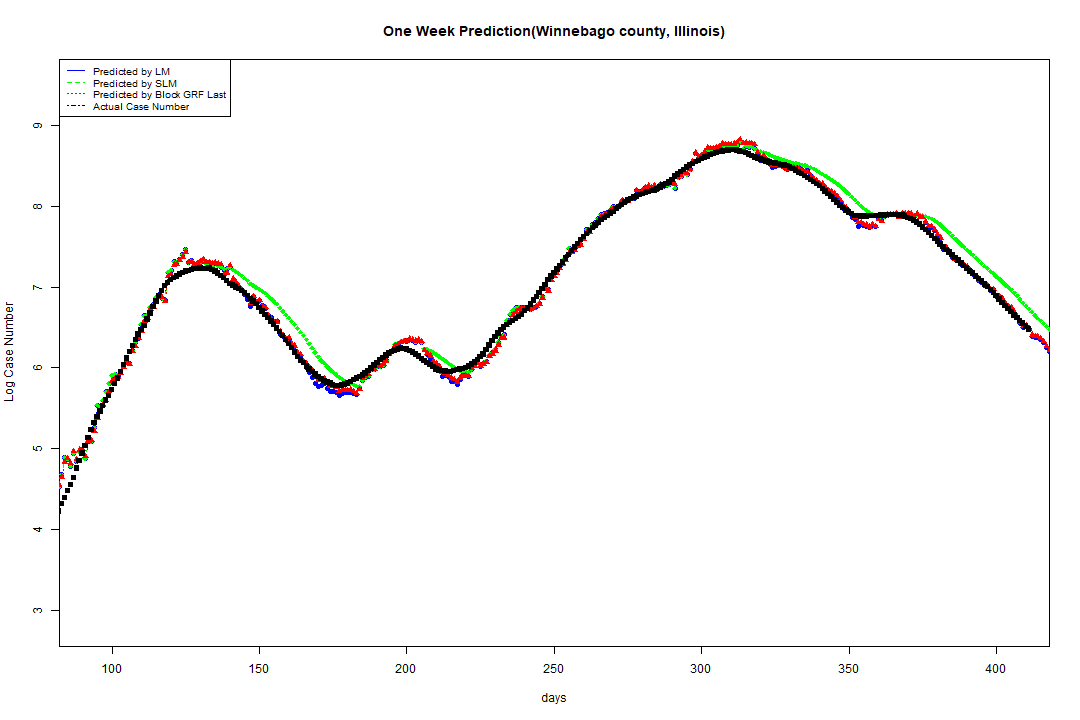 One Week Prediction(Winnebago county, Illinois)
Predicted by LM
Predicted by SLM
Predicted by Block GRF Last
Actual Case Number
9
8
7
6
5
4
3
Log Case Number
100 150 200 250 300 350 400
days